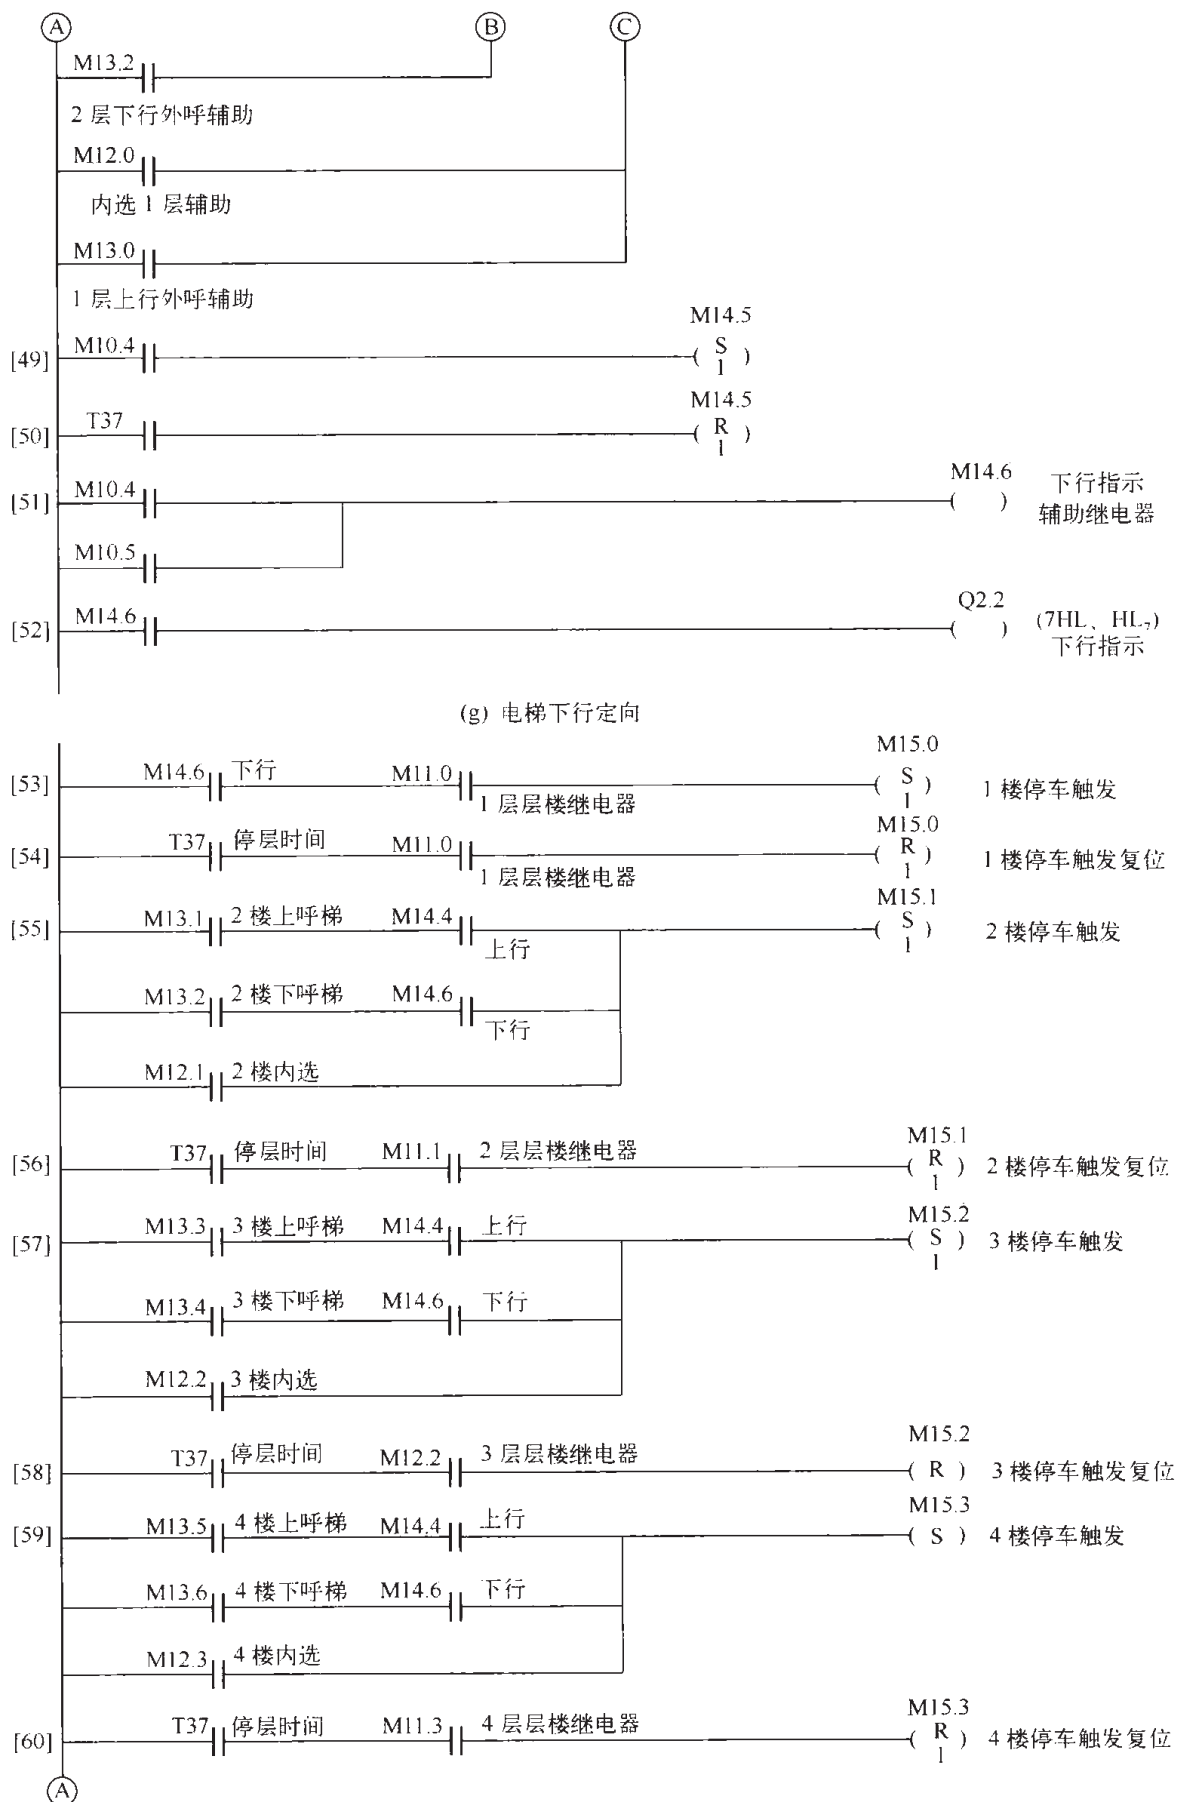 A B C
M13.2
2 层下行外呼辅助
M12.0
内选 1 层辅助
M13.0
1 层上行外呼辅助
M14.5
[49] M10.4 ( S )
1
M14.5
[50] T37 ( R )
1
[51] M10.4 M14.6 ( ) 下行指示
辅助继电器
M10.5
[52] M14.6 Q2.2 ( ) (7HL、HL₇)
下行指示
(g) 电梯下行定向
M15.0
[53] M14.6 下行 M11.0 ( S ) 1 楼停车触发
1 层层楼继电器 1
M15.0
[54] T37 停层时间 M11.0 ( R ) 1 楼停车触发复位
1 层层楼继电器 1
M15.1
[55] M13.1 2 楼上呼梯 M14.4 ( S ) 2 楼停车触发
上行 1
M13.2 2 楼下呼梯 M14.6
下行
M12.1 2 楼内选
M15.1
[56] T37 停层时间 M11.1 2 层层楼继电器 ( R ) 2 楼停车触发复位
1
M15.2
[57] M13.3 3 楼上呼梯 M14.4 上行 ( S ) 3 楼停车触发
1
M13.4 3 楼下呼梯 M14.6 下行
M12.2 3 楼内选
M15.2
[58] T37 停层时间 M12.2 3 层层楼继电器 ( R ) 3 楼停车触发复位
M15.3
[59] M13.5 4 楼上呼梯 M14.4 上行 ( S ) 4 楼停车触发
M13.6 4 楼下呼梯 M14.6 下行
M12.3 4 楼内选
M15.3
[60] T37 停层时间 M11.3 4 层层楼继电器 ( R ) 4 楼停车触发复位
1
A